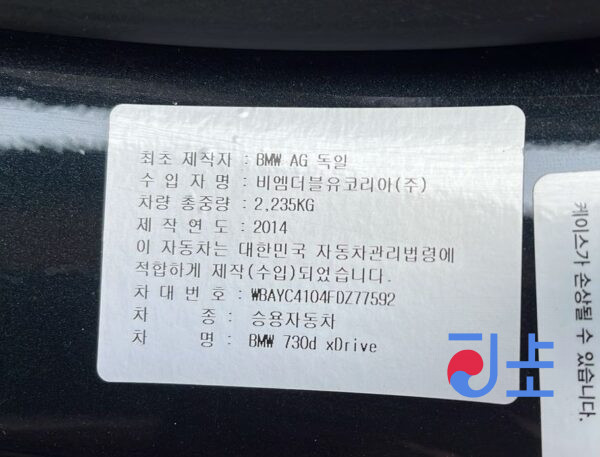 최초 제작자 : BMW AG 독일
수 입 자 명 : 비엠더블유코리아(주)
차량 총중량 : 2,235KG
제 작 연 도 : 2014
이 자동차는 대한민국 자동차관리법령에
적합하게 제작(수입)되었습니다.
차 대 번 호 : WBAYC4104FDZ77592
차 종 : 승용자동차
차 명 : BMW 730d xDrive
케이스가 손상될 수 있습니다.